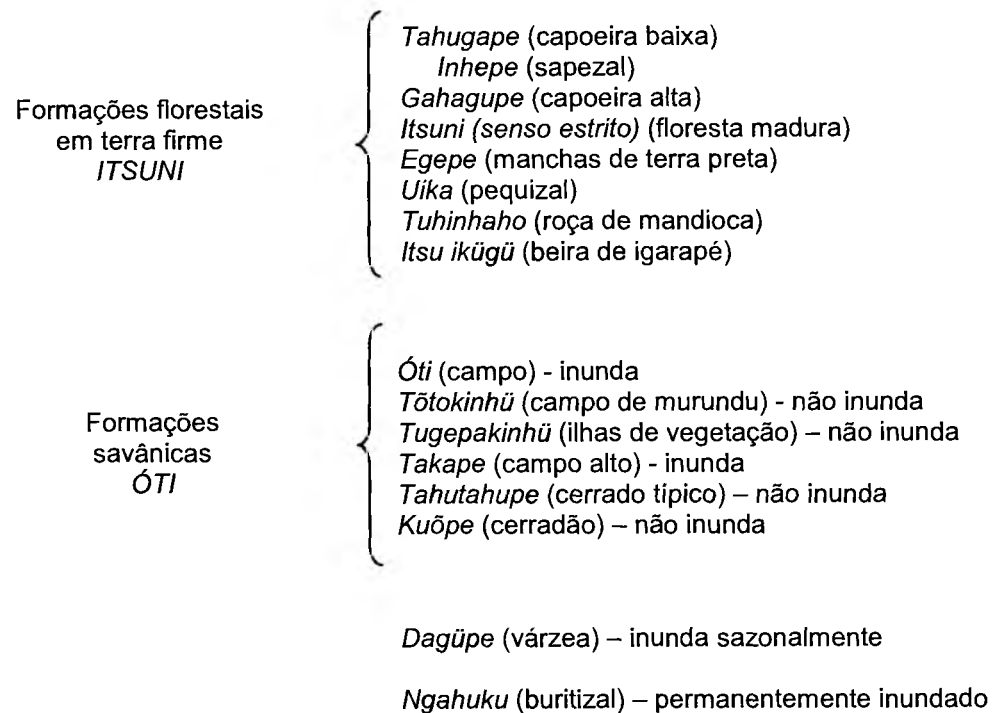 Formações florestais
em terra firme
ITSUNI
Tahugape (capoeira baixa)
Inhepe (sapezal)
Gahagupe (capoeira alta)
Itsuni (senso estrito) (floresta madura)
Egepe (manchas de terra preta)
Uika (pequizal)
Tuhinhaho (roça de mandioca)
Itsu ikügü (beira de igarapé)
Formações
savânicas
ÓTI
Óti (campo) - inunda
Tõtokinhü (campo de murundu) - não inunda
Tugepakinhü (ilhas de vegetação) – não inunda
Takape (campo alto) - inunda
Tahutahupe (cerrado típico) – não inunda
Kuõpe (cerradão) – não inunda
Dagüpe (várzea) – inunda sazonalmente
Ngahuku (buritizal) – permanentemente inundado